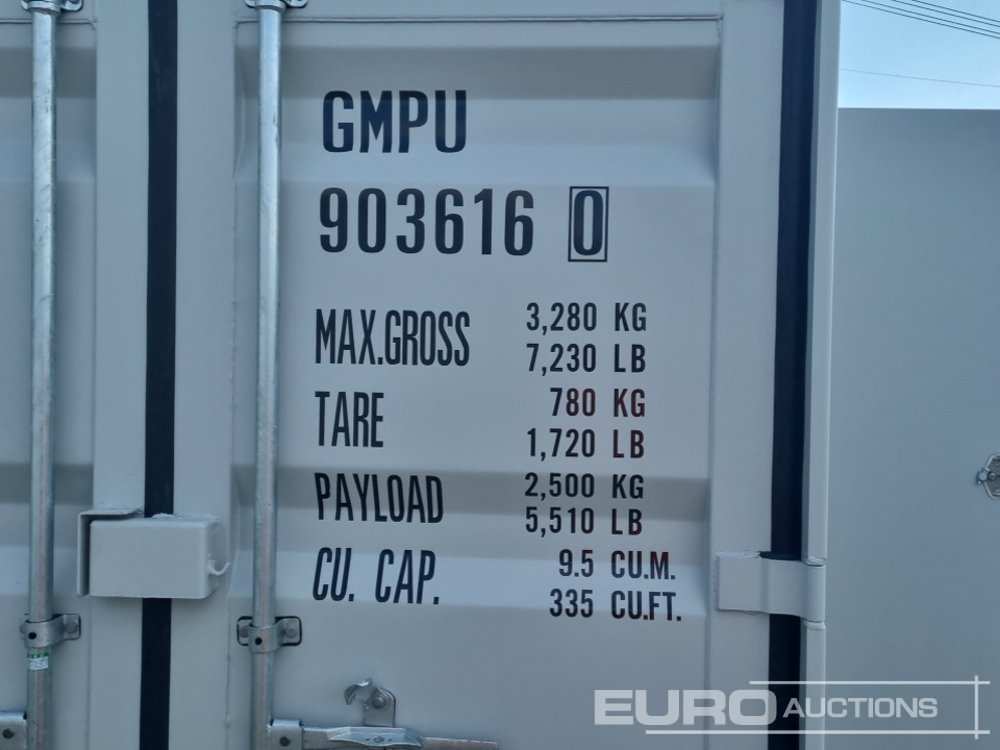 GMPU
903616 0
MAX.GROSS 3,280 KG
7,230 LB
TARE 780 KG
1,720 LB
PAYLOAD 2,500 KG
5,510 LB
CU. CAP. 9.5 CU.M.
335 CU.FT.
EURO AUCTIONS